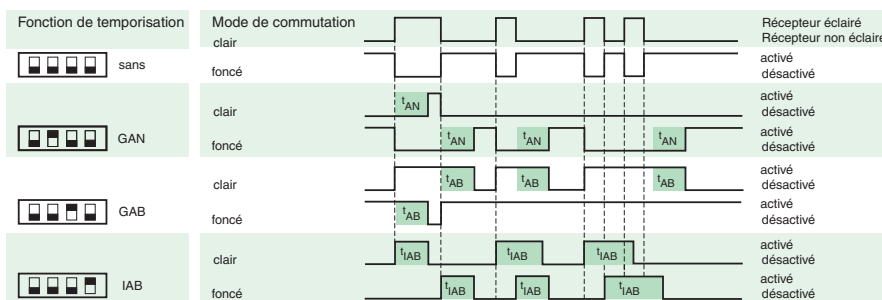 Fonction de temporisation
Mode de commutation
Récepteur éclairé
clair
Récepteur non éclairé
sans
foncé
activé
désactivé
clair
tAN
activé
désactivé
GAN
foncé
tAN
tAN
tAN
activé
désactivé
clair
tAB
tAB
tAB
activé
désactivé
GAB
foncé
tAB
activé
désactivé
clair
tIAB
tIAB
tIAB
activé
désactivé
IAB
foncé
tIAB
tIAB
tIAB
activé
désactivé